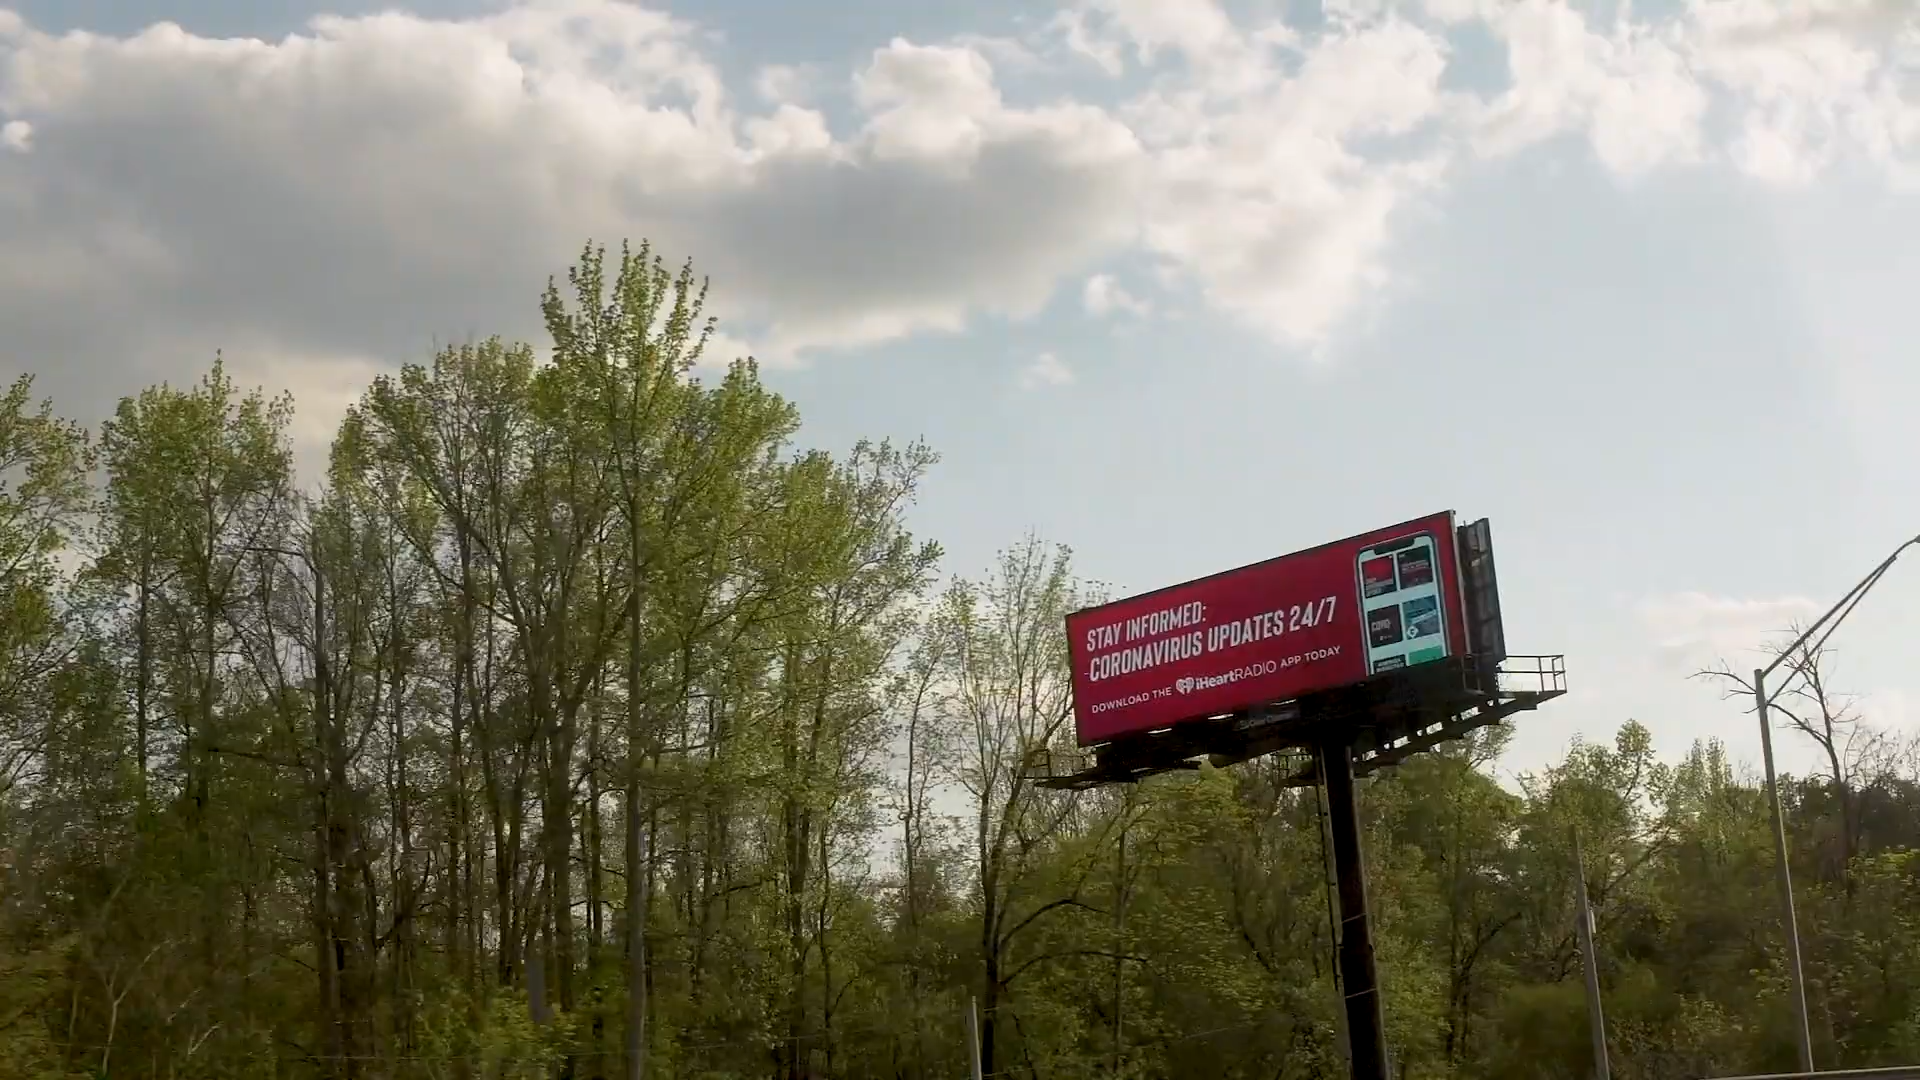 STAY INFORMED:
CORONAVIRUS UPDATES 24/7
DOWNLOAD THE iHeartRADIO APP TODAY